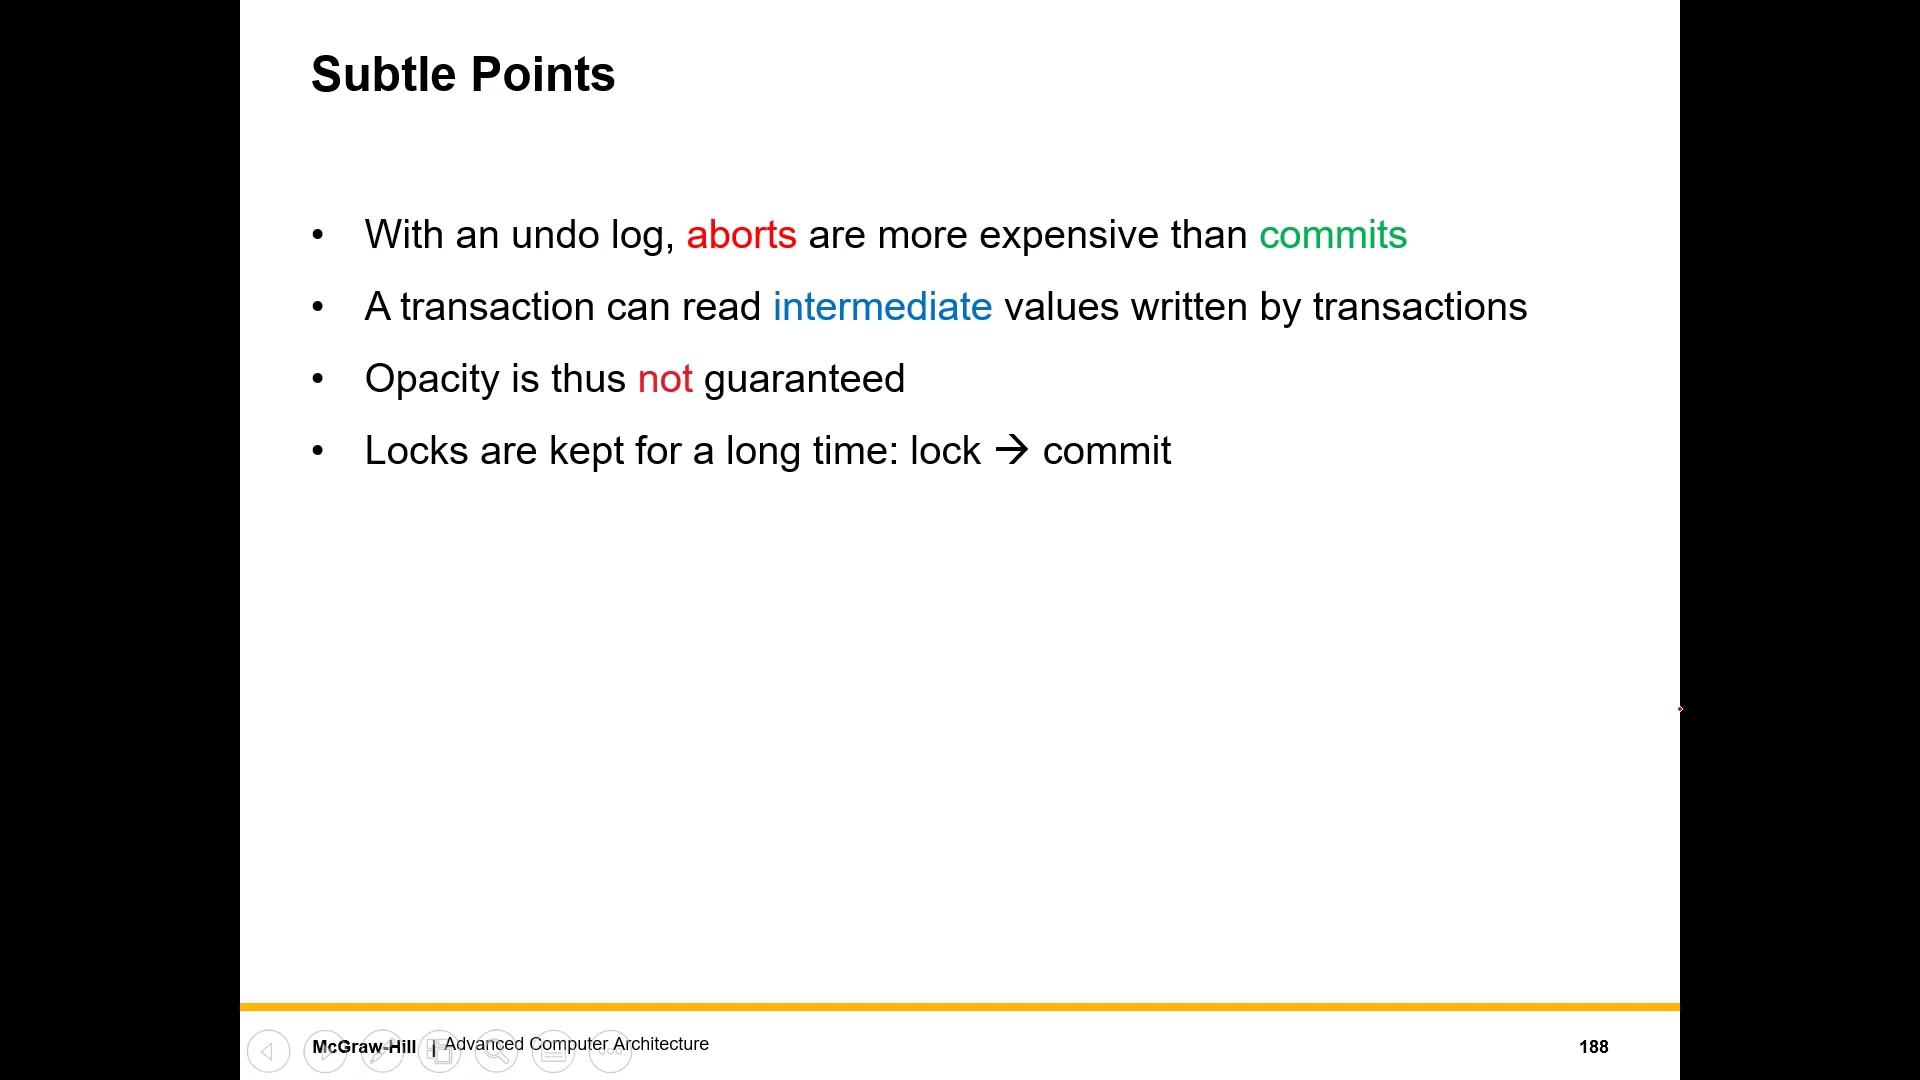 Subtle Points
• With an undo log, aborts are more expensive than commits
• A transaction can read intermediate values written by transactions
• Opacity is thus not guaranteed
• Locks are kept for a long time: lock → commit
McGraw-Hill | Advanced Computer Architecture
188